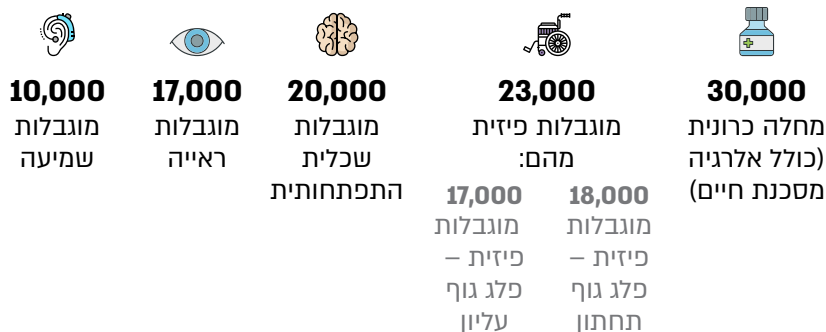 30,000
מחלה כרונית
(כולל אלרגיה
מסכנת חיים)
23,000
מוגבלות פיזית
מהם:
18,000
מוגבלות
פיזית –
פלג גוף
תחתון
17,000
מוגבלות
פיזית –
פלג גוף
עליון
20,000
מוגבלות
שכלית
התפתחותית
17,000
מוגבלות
ראייה
10,000
מוגבלות
שמיעה